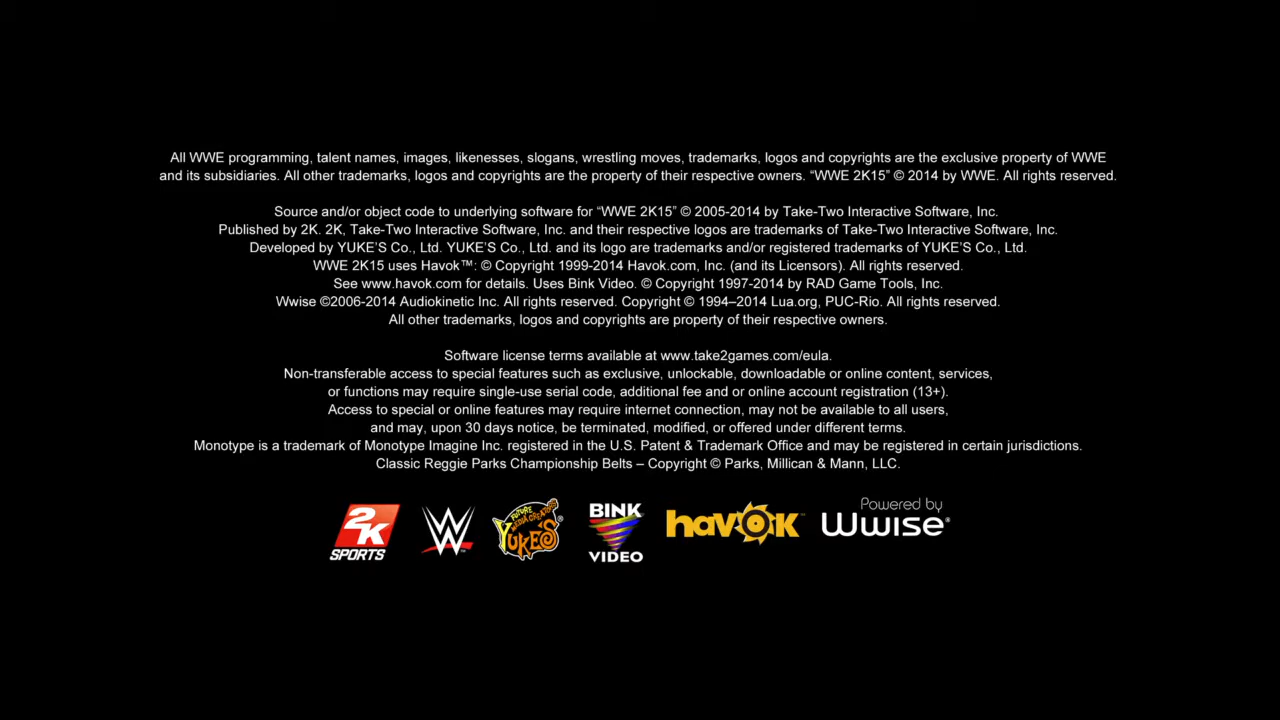 All WWE programming, talent names, images, likenesses, slogans, wrestling moves, trademarks, logos and copyrights are the exclusive property of WWE
and its subsidiaries. All other trademarks, logos and copyrights are the property of their respective owners. “WWE 2K15” © 2014 by WWE. All rights reserved.
Source and/or object code to underlying software for “WWE 2K15” © 2005-2014 by Take-Two Interactive Software, Inc.
Published by 2K. 2K, Take-Two Interactive Software, Inc. and their respective logos are trademarks of Take-Two Interactive Software, Inc.
Developed by YUKE’S Co., Ltd. YUKE’S Co., Ltd. and its logo are trademarks and/or registered trademarks of YUKE’S Co., Ltd.
WWE 2K15 uses Havok™: © Copyright 1999-2014 Havok.com, Inc. (and its Licensors). All rights reserved.
See www.havok.com for details. Uses Bink Video. © Copyright 1997-2014 by RAD Game Tools, Inc.
Wwise ©2006-2014 Audiokinetic Inc. All rights reserved. Copyright © 1994–2014 Lua.org, PUC-Rio. All rights reserved.
All other trademarks, logos and copyrights are property of their respective owners.
Software license terms available at www.take2games.com/eula.
Non-transferable access to special features such as exclusive, unlockable, downloadable or online content, services,
or functions may require single-use serial code, additional fee and or online account registration (13+).
Access to special or online features may require internet connection, may not be available to all users,
and may, upon 30 days notice, be terminated, modified, or offered under different terms.
Monotype is a trademark of Monotype Imagine Inc. registered in the U.S. Patent & Trademark Office and may be registered in certain jurisdictions.
Classic Reggie Parks Championship Belts – Copyright © Parks, Millican & Mann, LLC.
2K
SPORTS
W
FUTURE
MEDIA CREATOR
YUKE'S®
BINK
VIDEO
havok™
Powered by
Wwise®